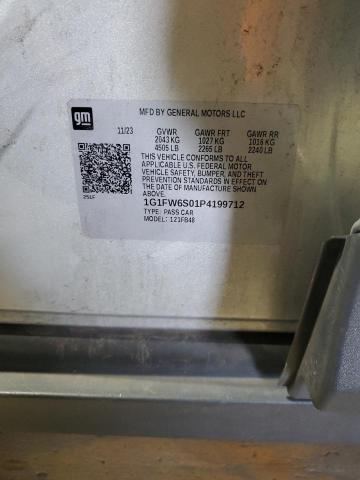 gm
MFD BY GENERAL MOTORS LLC
11/23 GVWR GAWR FRT GAWR RR
2043 KG 1027 KG 1016 KG
4505 LB 2265 LB 2240 LB
THIS VEHICLE CONFORMS TO ALL
APPLICABLE U.S. FEDERAL MOTOR
VEHICLE SAFETY, BUMPER, AND THEFT
PREVENTION STANDARDS IN EFFECT ON
THE DATE OF MANUFACTURE SHOWN
ABOVE.
251F
1G1FW6S01P4199712
TYPE: PASS CAR
MODEL: 121FB48